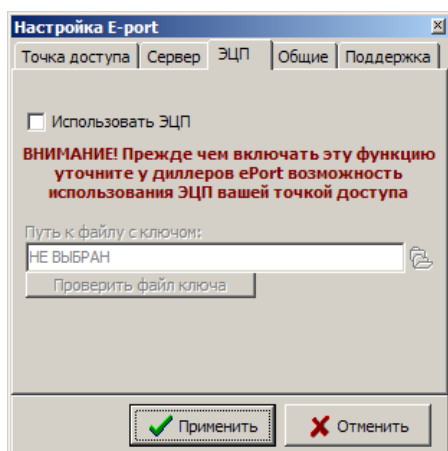 Настройка E-port
Точка доступа Сервер ЭЦП Общие Поддержка
Использовать ЭЦП
ВНИМАНИЕ! Прежде чем включать эту функцию
уточните у диллеров ePort возможность
использования ЭЦП вашей точкой доступа
Путь к файлу с ключом:
НЕ ВЫБРАН
Проверить файл ключа
Применить Отменить